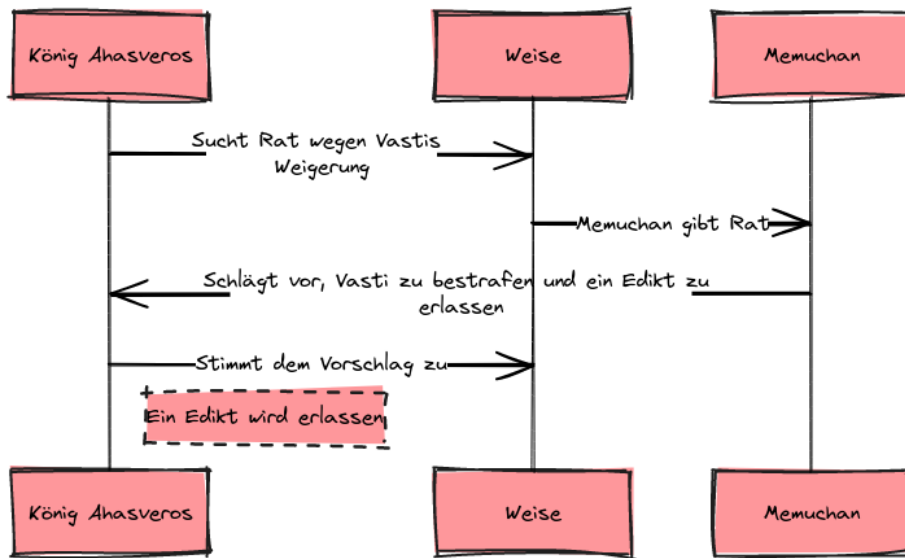 König Ahasveros
Weise
Memuchan
Sucht Rat wegen Vastis
Weigerung
Memuchan gibt Rat
Schlägt vor, Vasti zu bestrafen und ein Edikt zu
erlassen
Stimmt dem Vorschlag zu
Ein Edikt wird erlassen
König Ahasveros
Weise
Memuchan